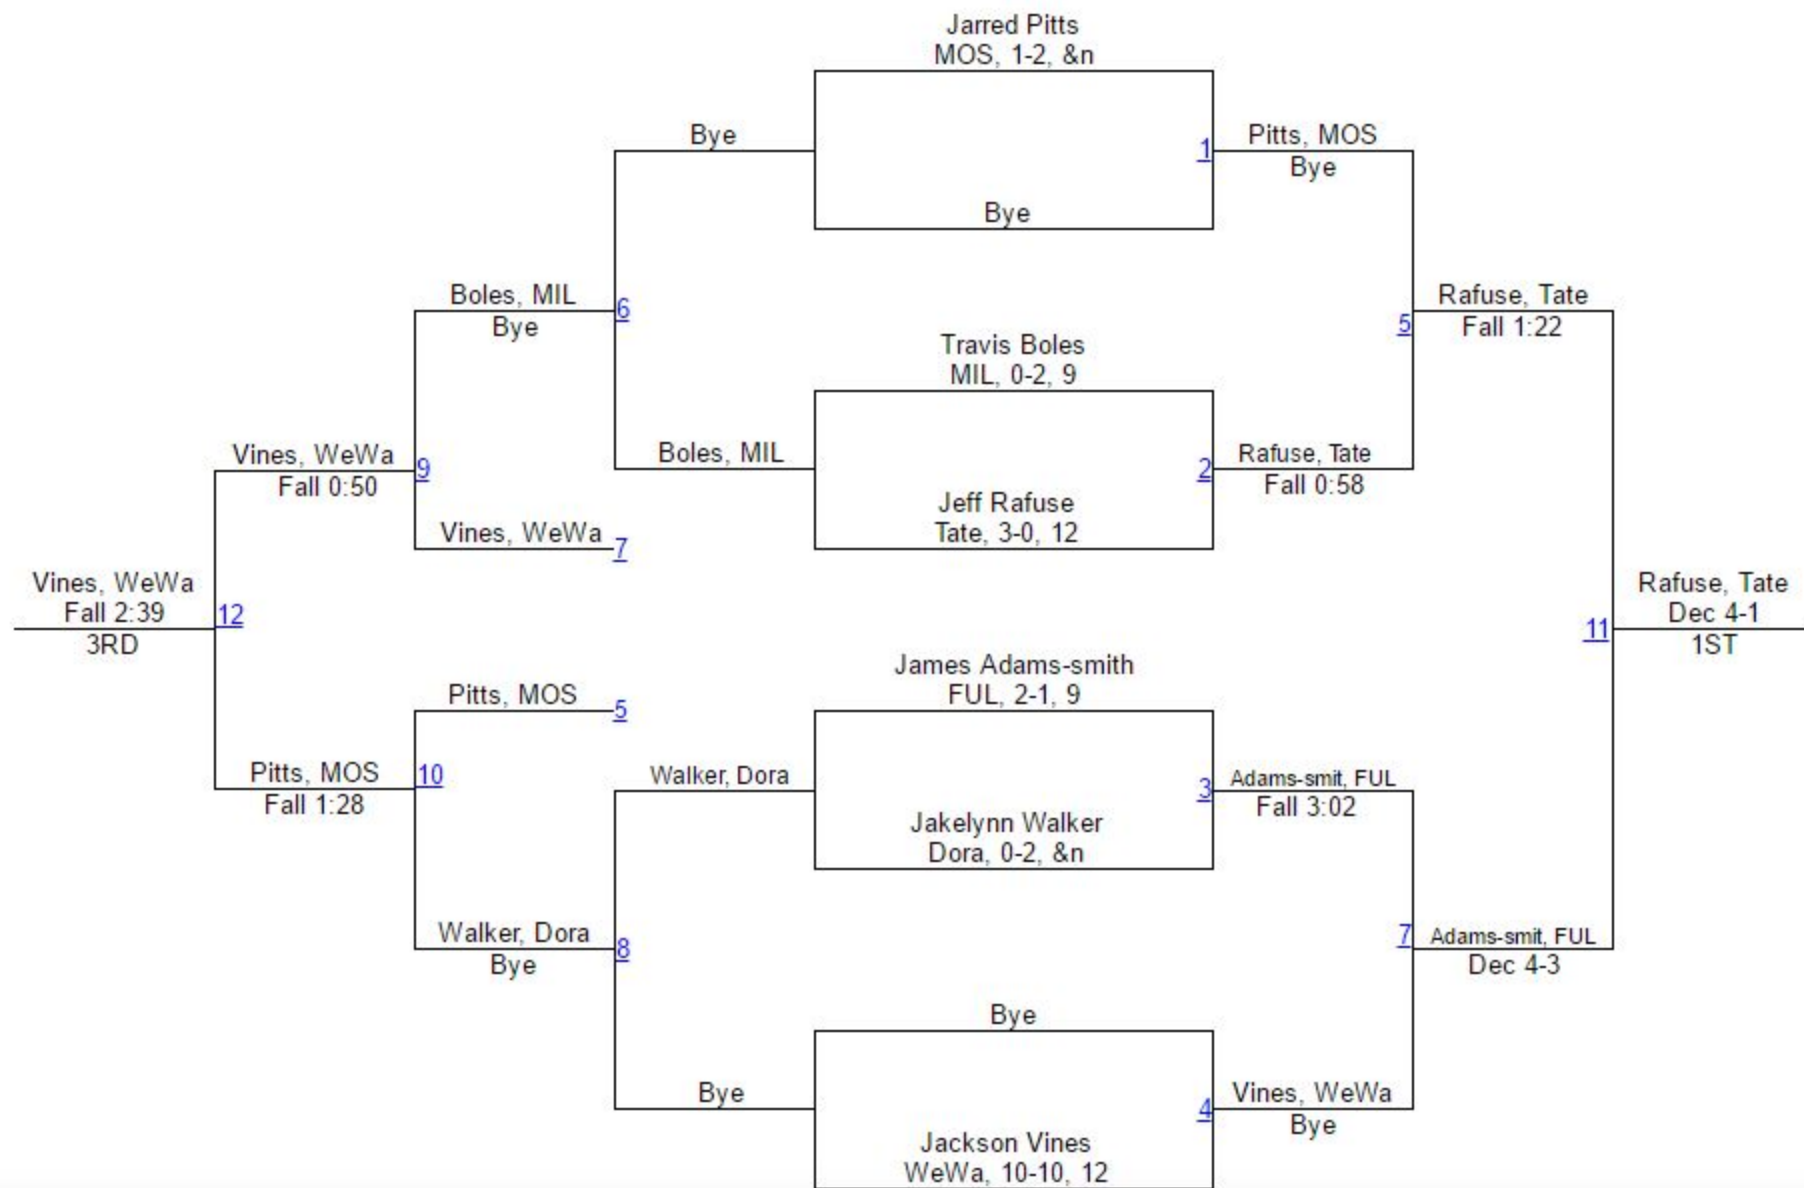 Jarred Pitts
MOS, 1-2, &n
Bye
1
Pitts, MOS
Bye
Bye
Boles, MIL
Bye
6
Rafuse, Tate
Fall 1:22
5
Travis Boles
MIL, 0-2, 9
Vines, WeWa
Fall 0:50
9
Boles, MIL
2
Rafuse, Tate
Fall 0:58
Jeff Rafuse
Tate, 3-0, 12
Vines, WeWa
7
Vines, WeWa
Fall 2:39
3RD
12
11
Rafuse, Tate
Dec 4-1
1ST
James Adams-smith
FUL, 2-1, 9
Pitts, MOS
5
Pitts, MOS
Fall 1:28
10
Walker, Dora
3
Adams-smit, FUL
Fall 3:02
Jakelynn Walker
Dora, 0-2, &n
Walker, Dora
Bye
8
7
Adams-smit, FUL
Dec 4-3
Bye
Bye
4
Vines, WeWa
Bye
Jackson Vines
WeWa, 10-10, 12